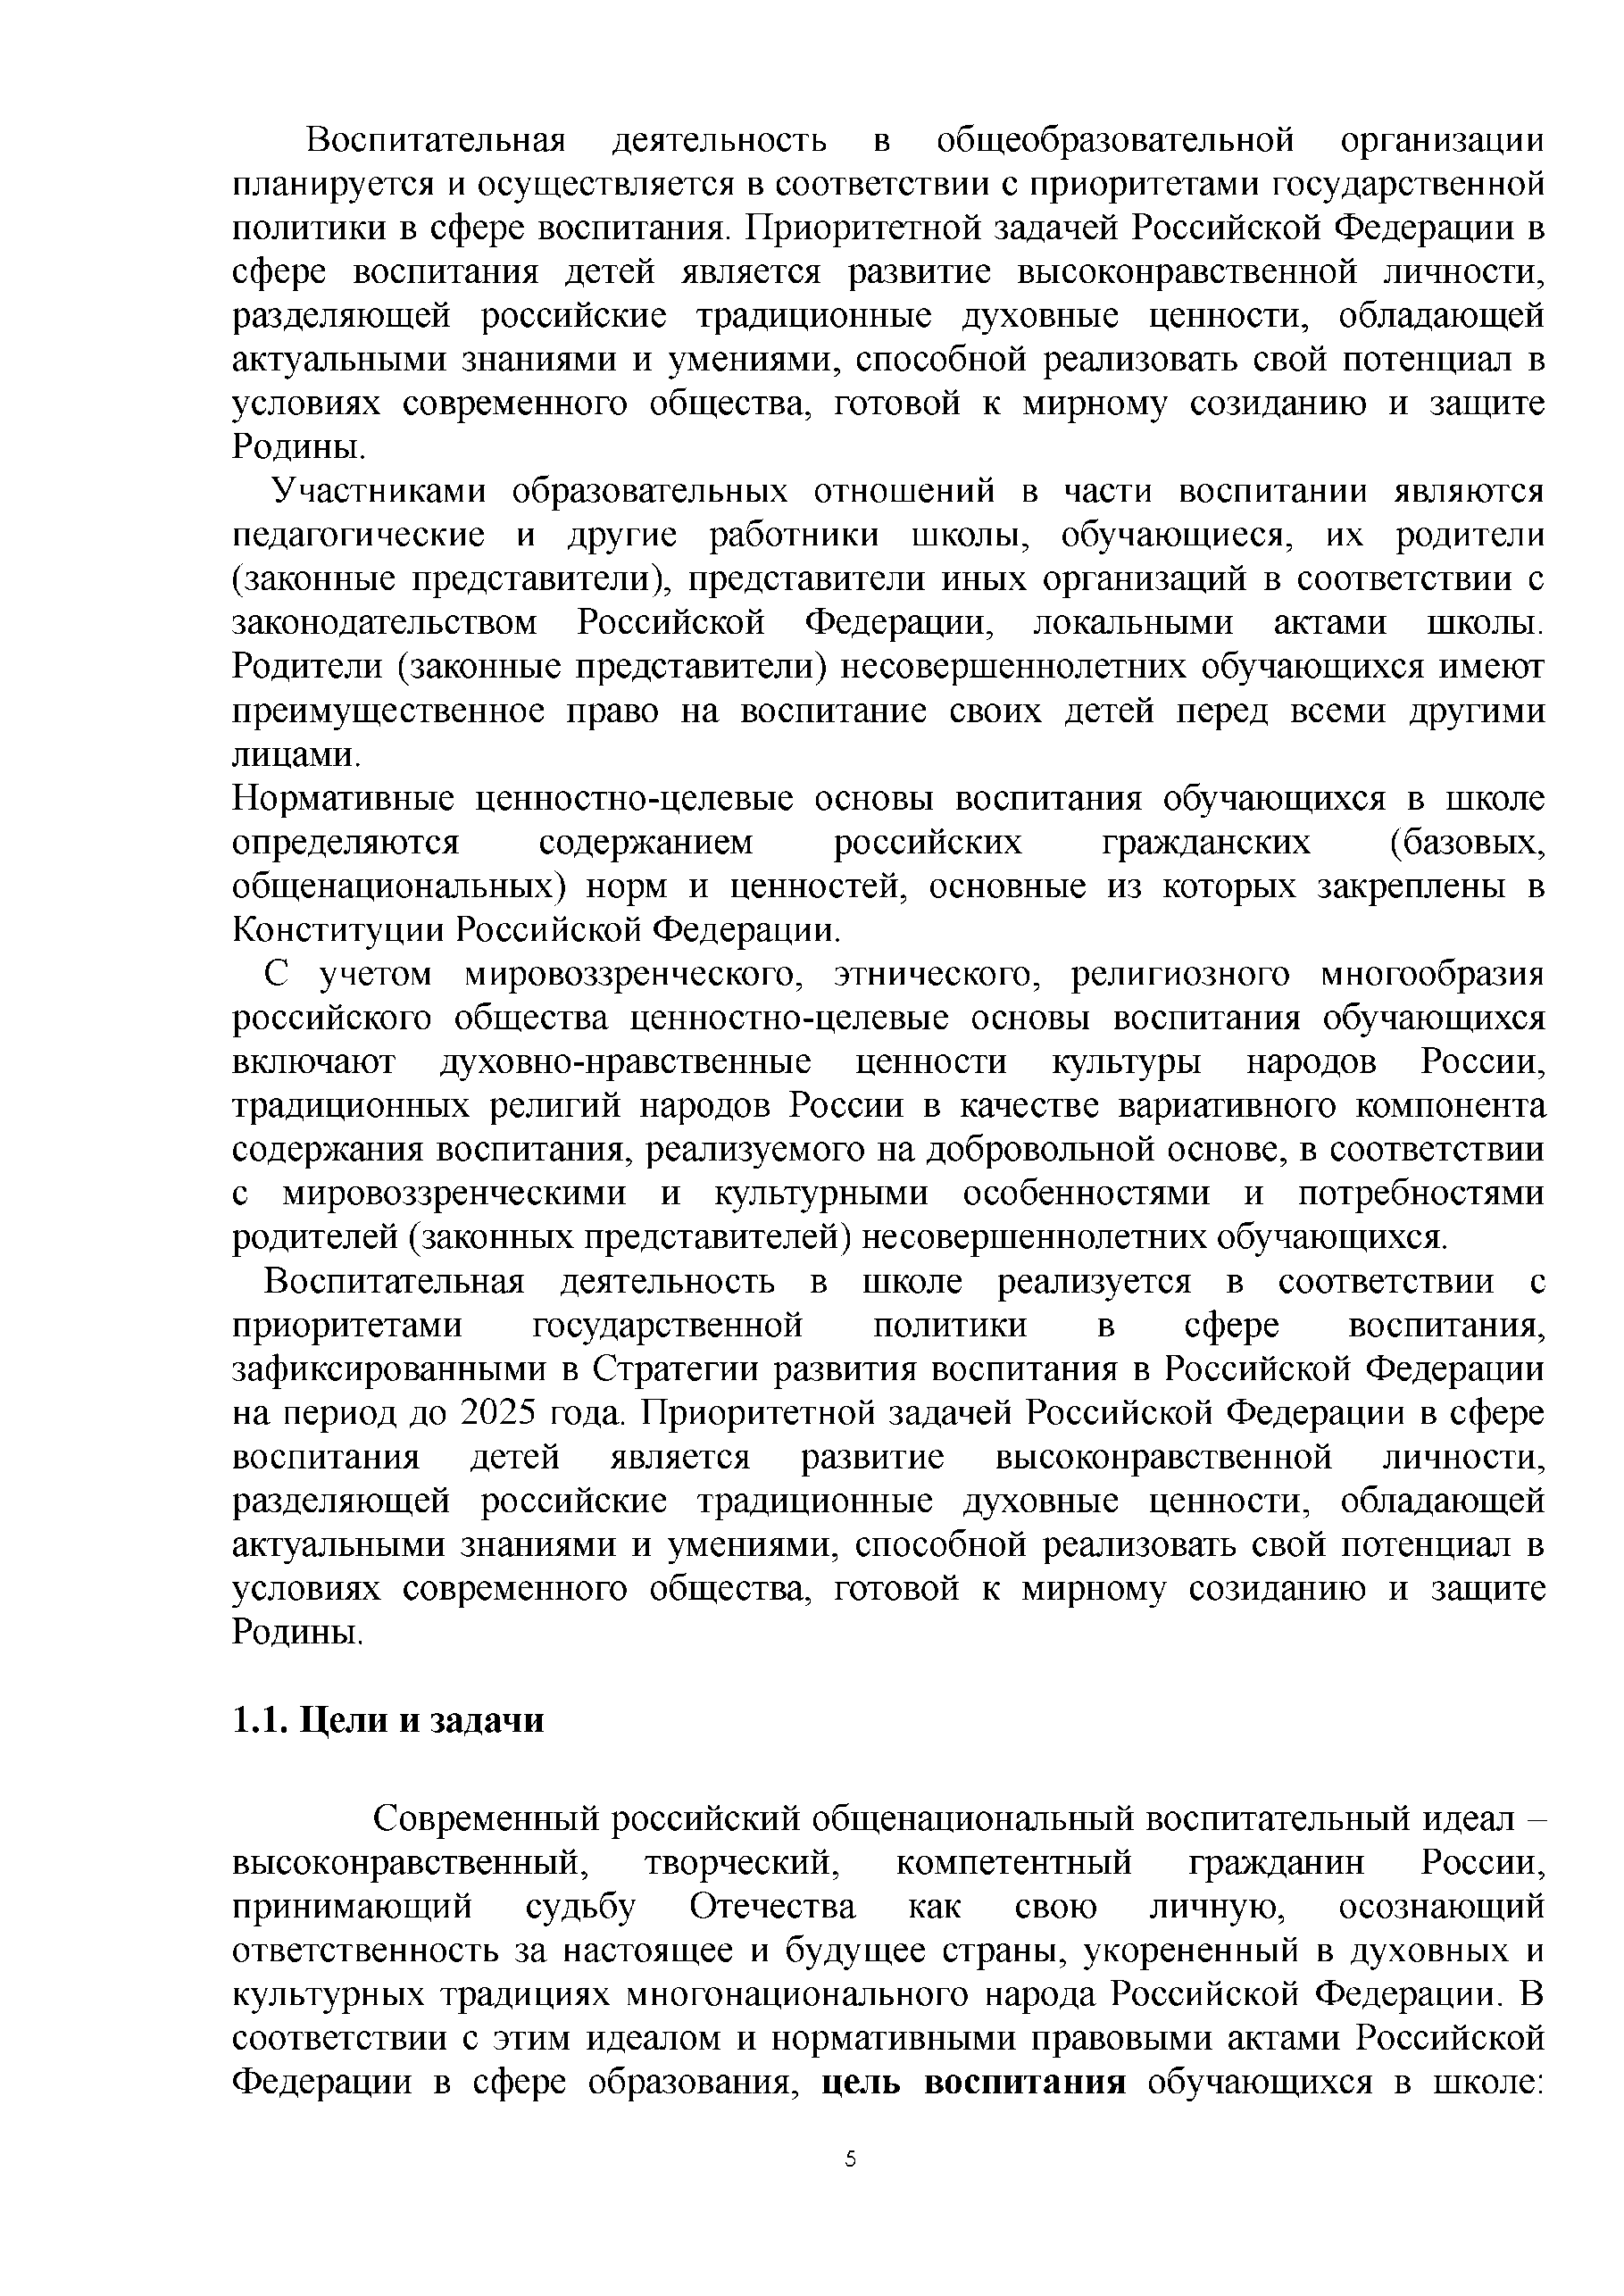 Воспитательная деятельность в общеобразовательной организации
планируется и осуществляется в соответствии с приоритетами государственной
политики в сфере воспитания. Приоритетной задачей Российской Федерации в
сфере воспитания детей является развитие высоконравственной личности,
разделяющей российские традиционные духовные ценности, обладающей
актуальными знаниями и умениями, способной реализовать свой потенциал в
условиях современного общества, готовой к мирному созиданию и защите
Родины.
Участниками образовательных отношений в части воспитании являются
педагогические и другие работники школы, обучающиеся, их родители
(законные представители), представители иных организаций в соответствии с
законодательством Российской Федерации, локальными актами школы.
Родители (законные представители) несовершеннолетних обучающихся имеют
преимущественное право на воспитание своих детей перед всеми другими
лицами.
Нормативные ценностно-целевые основы воспитания обучающихся в школе
определяются содержанием российских гражданских (базовых,
общенациональных) норм и ценностей, основные из которых закреплены в
Конституции Российской Федерации.
С учетом мировоззренческого, этнического, религиозного многообразия
российского общества ценностно-целевые основы воспитания обучающихся
включают духовно-нравственные ценности культуры народов России,
традиционных религий народов России в качестве вариативного компонента
содержания воспитания, реализуемого на добровольной основе, в соответствии
с мировоззренческими и культурными особенностями и потребностями
родителей (законных представителей) несовершеннолетних обучающихся.
Воспитательная деятельность в школе реализуется в соответствии с
приоритетами государственной политики в сфере воспитания,
зафиксированными в Стратегии развития воспитания в Российской Федерации
на период до 2025 года. Приоритетной задачей Российской Федерации в сфере
воспитания детей является развитие высоконравственной личности,
разделяющей российские традиционные духовные ценности, обладающей
актуальными знаниями и умениями, способной реализовать свой потенциал в
условиях современного общества, готовой к мирному созиданию и защите
Родины.
1.1. Цели и задачи
Современный российский общенациональный воспитательный идеал –
высоконравственный, творческий, компетентный гражданин России,
принимающий судьбу Отечества как свою личную, осознающий
ответственность за настоящее и будущее страны, укорененный в духовных и
культурных традициях многонационального народа Российской Федерации. В
соответствии с этим идеалом и нормативными правовыми актами Российской
Федерации в сфере образования, цель воспитания обучающихся в школе:
5